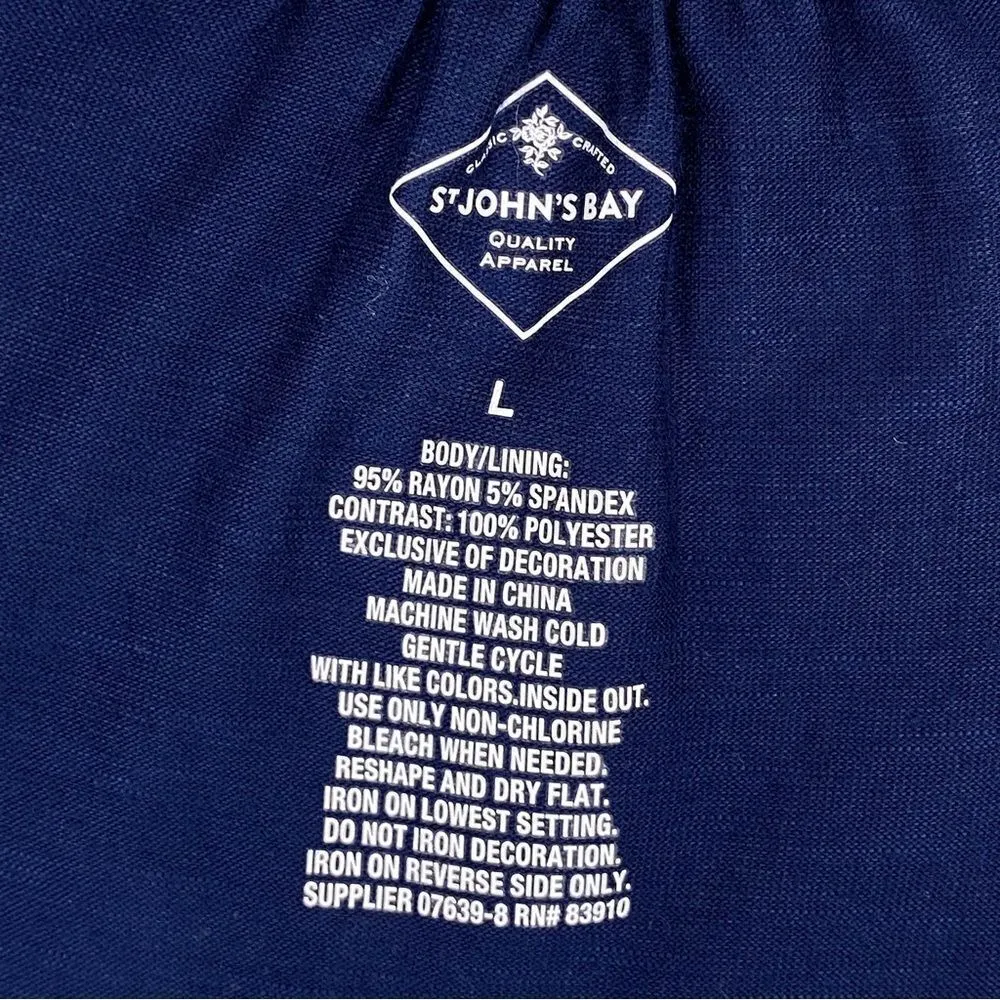 CLASSIC CRAFTED
ST JOHN'S BAY
QUALITY
APPAREL
L
BODY/LINING:
95% RAYON 5% SPANDEX
CONTRAST: 100% POLYESTER
EXCLUSIVE OF DECORATION
MADE IN CHINA
MACHINE WASH COLD
GENTLE CYCLE
WITH LIKE COLORS.INSIDE OUT.
USE ONLY NON-CHLORINE
BLEACH WHEN NEEDED.
RESHAPE AND DRY FLAT.
IRON ON LOWEST SETTING.
DO NOT IRON DECORATION.
IRON ON REVERSE SIDE ONLY.
SUPPLIER 07639-8 RN# 83910